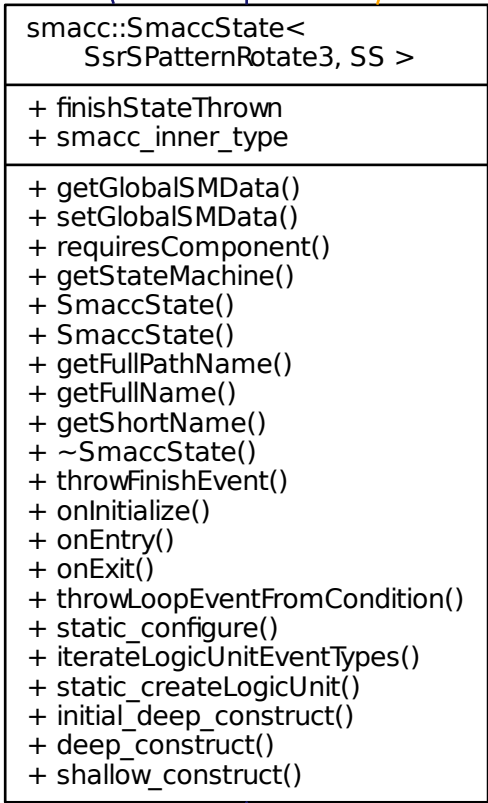 smacc::SmaccState<
SsrSPatternRotate3, SS >
+ finishStateThrown
+ smacc_inner_type
+ getGlobalSMData()
+ setGlobalSMData()
+ requiresComponent()
+ getStateMachine()
+ SmaccState()
+ SmaccState()
+ getFullPathName()
+ getFullName()
+ getShortName()
+ ~SmaccState()
+ throwFinishEvent()
+ onInitialize()
+ onEntry()
+ onExit()
+ throwLoopEventFromCondition()
+ static_configure()
+ iterateLogicUnitEventTypes()
+ static_createLogicUnit()
+ initial_deep_construct()
+ deep_construct()
+ shallow_construct()